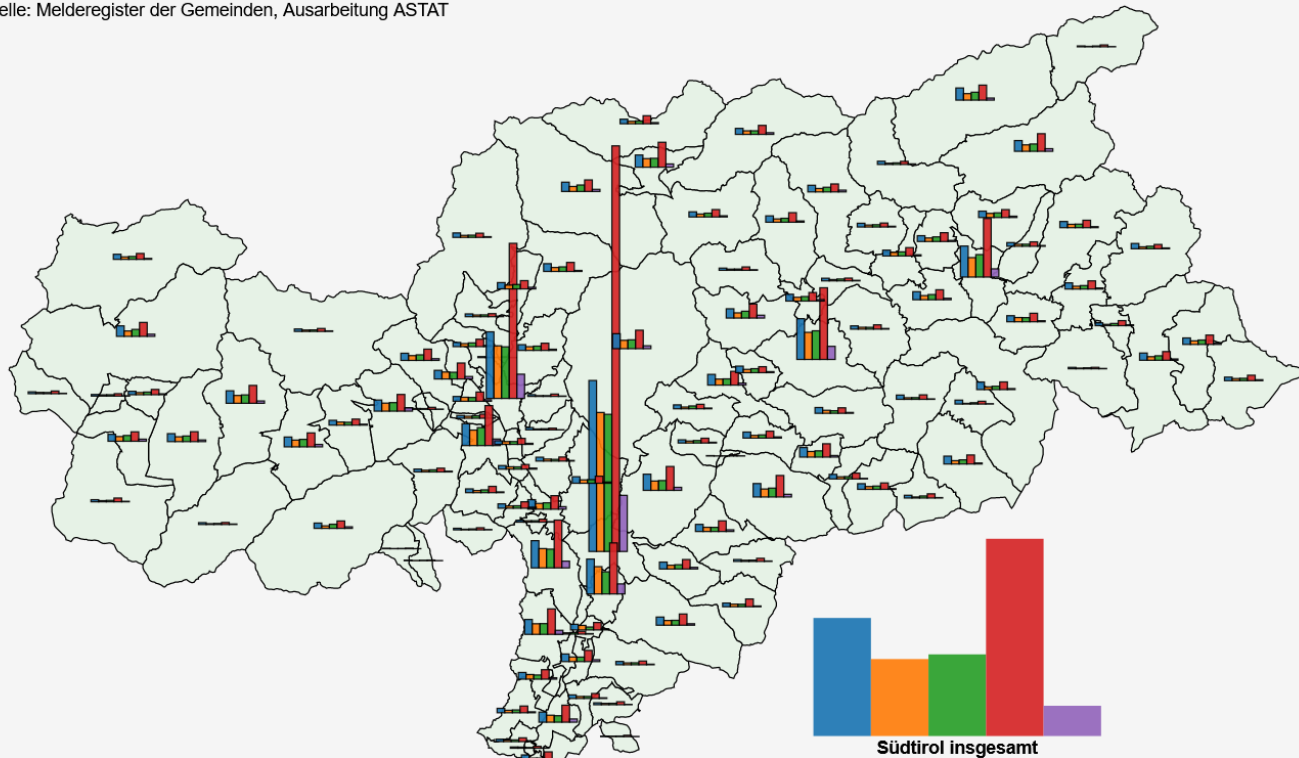 elle: Melderegister der Gemeinden, Ausarbeitung ASTAT
Südtirol insgesamt